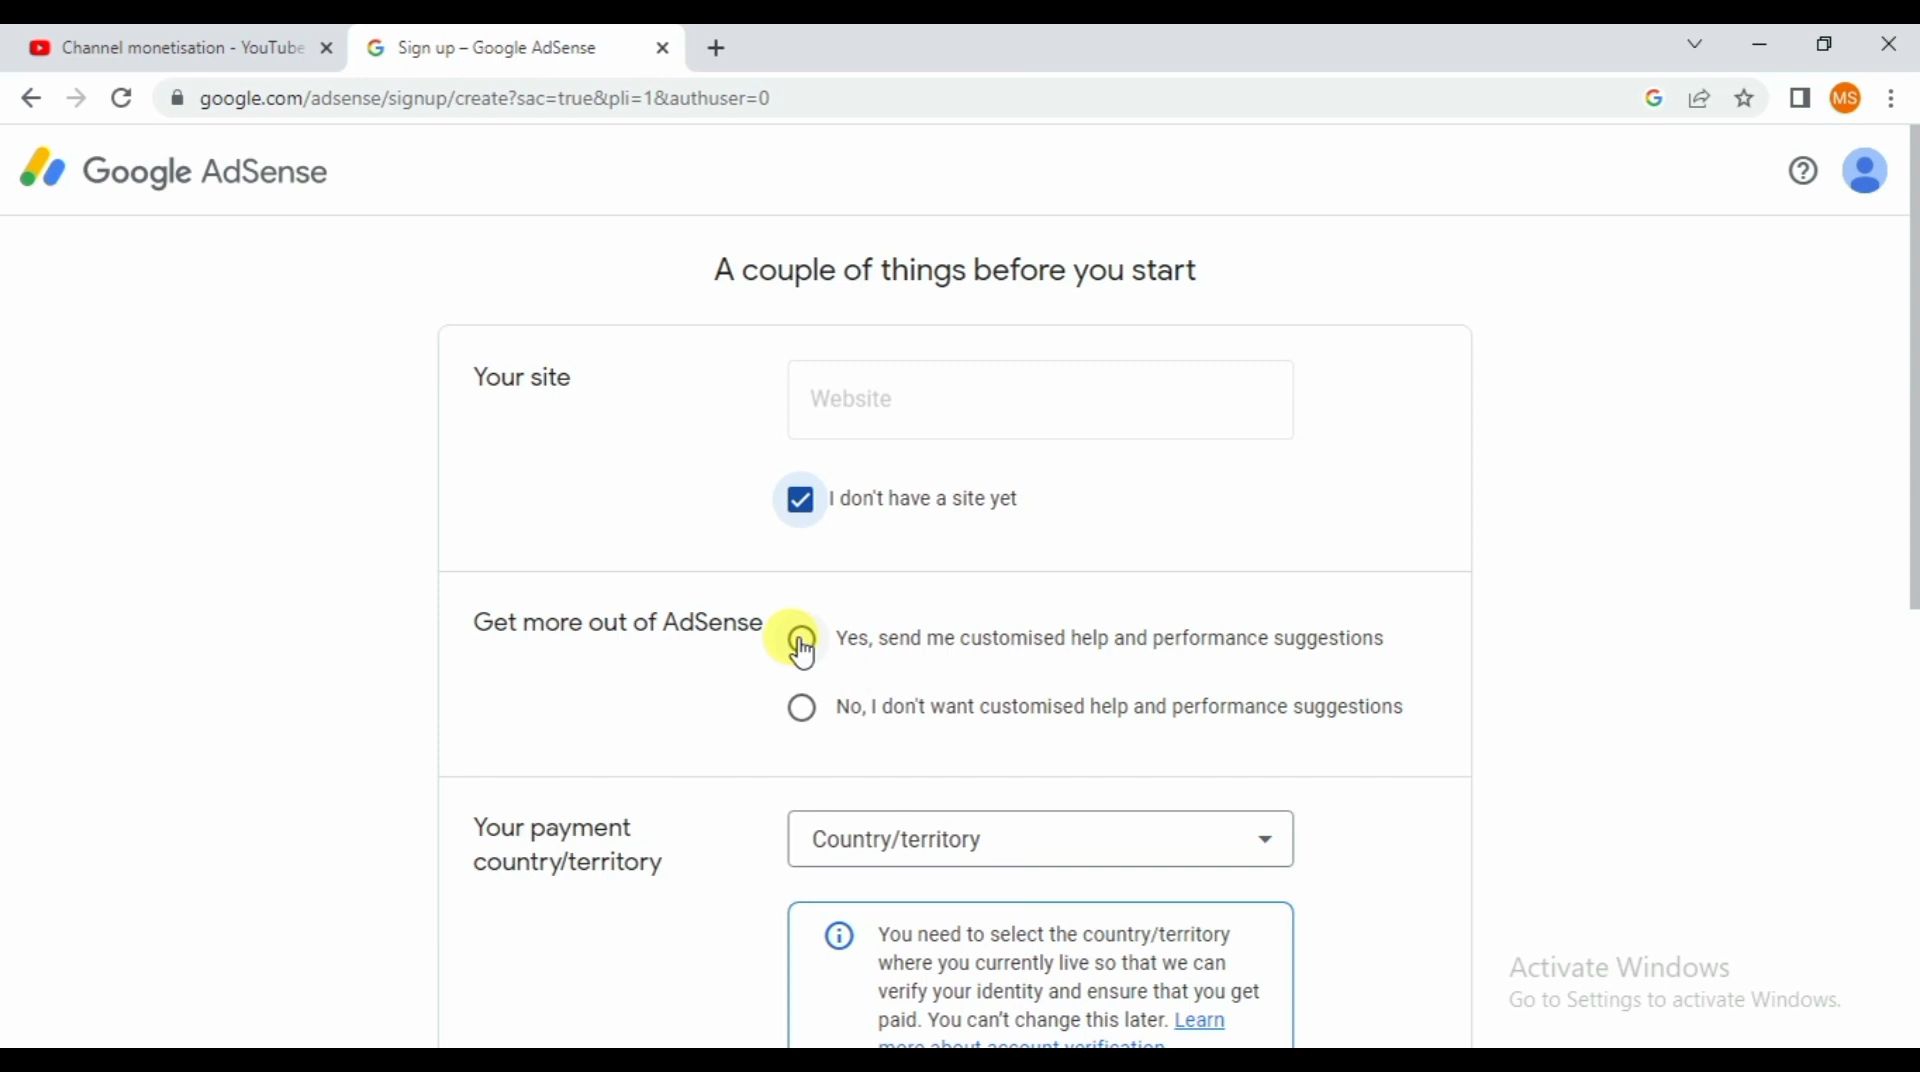 Channel monetisation - YouTube
Sign up – Google AdSense
google.com/adsense/signup/create?sac=true&pli=1&authuser=0
MS
Google AdSense
A couple of things before you start
Your site
Website
I don't have a site yet
Get more out of AdSense
Yes, send me customised help and performance suggestions
No, I don't want customised help and performance suggestions
Your payment
country/territory
Country/territory
You need to select the country/territory
where you currently live so that we can
verify your identity and ensure that you get
paid. You can't change this later. Learn
more about account verification
Activate Windows
Go to Settings to activate Windows.